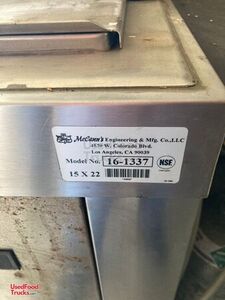 McCann's Engineering & Mfg. Co., LLC
4570 W. Colorado Blvd.
Los Angeles, CA 90039
Model No. 16-1337
NSF
15 X 22
UsedFoodTrucks.com